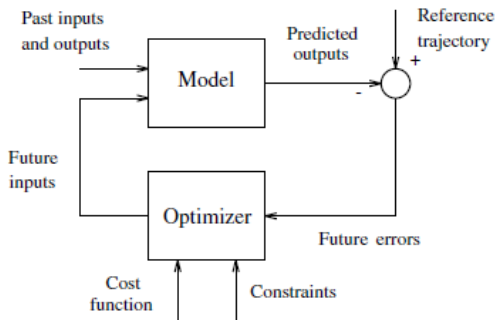 Past inputs
and outputs
Predicted
outputs
Reference
trajectory
+
Model
-
Future
inputs
Optimizer
Future errors
Cost
function
Constraints